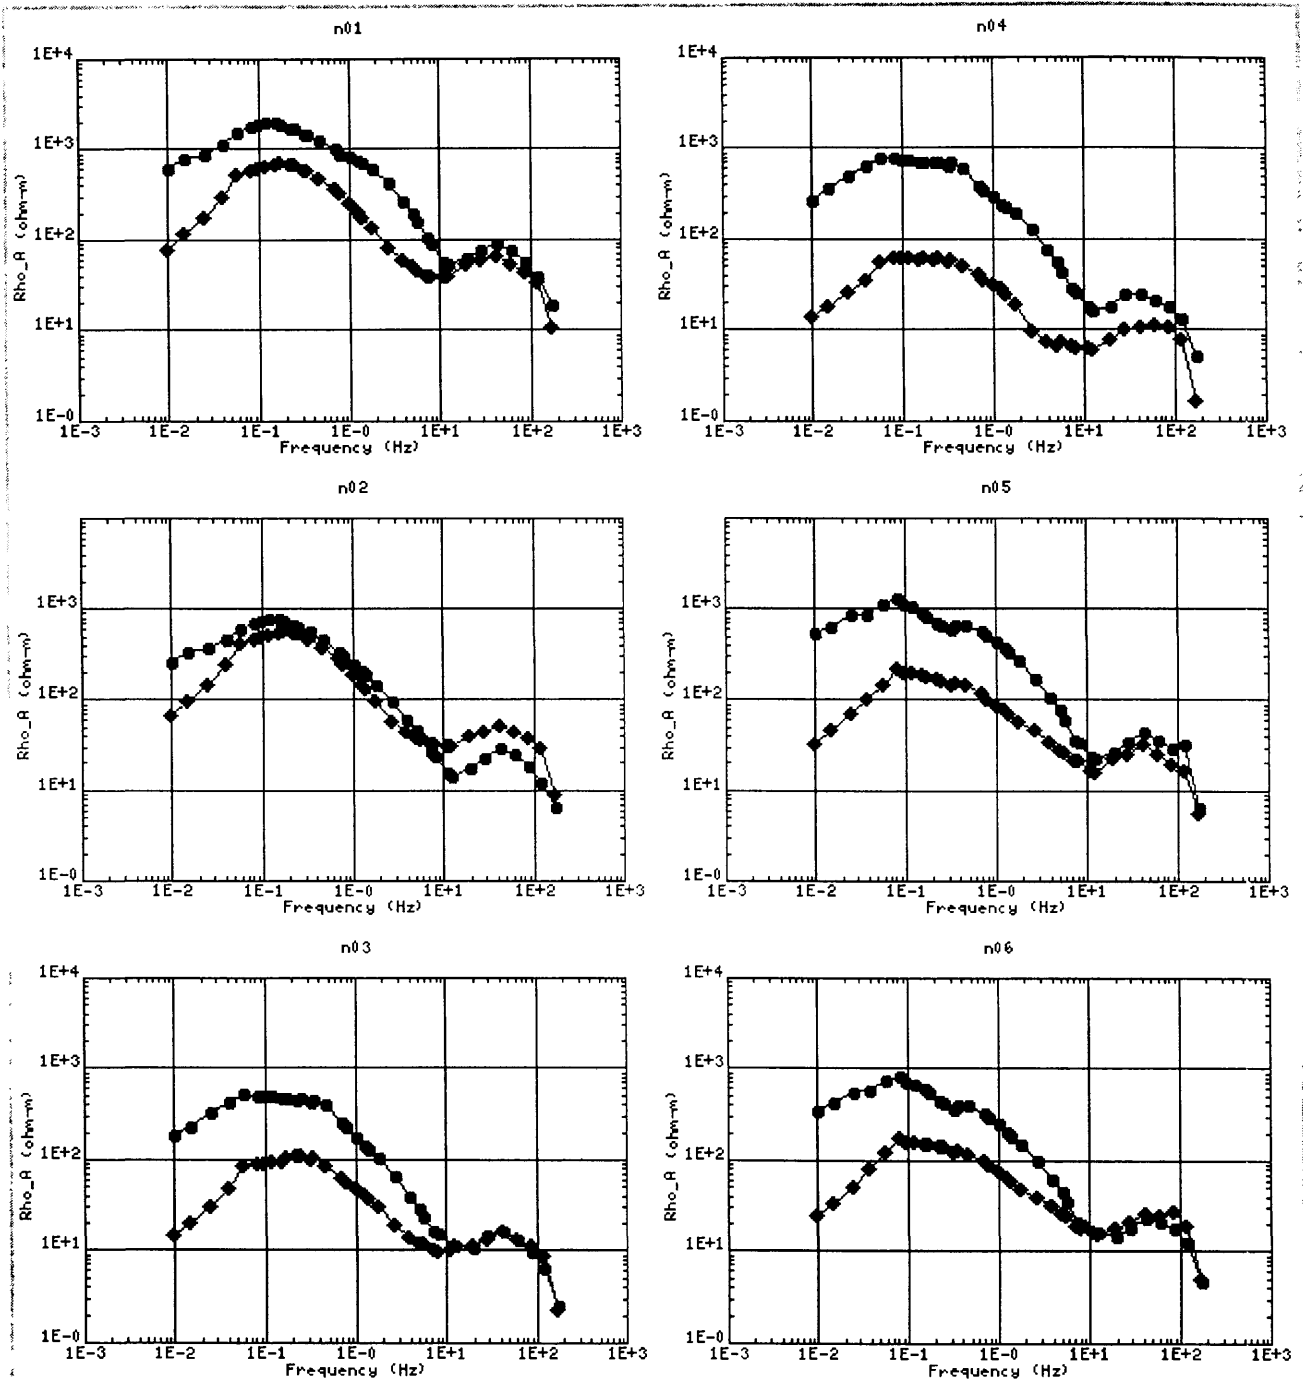 n01
1E+4
1E+3
1E+2
1E+1
1E-0
Rho_A (ohm-m)
1E-3 1E-2 1E-1 1E-0 1E+1 1E+2 1E+3
Frequency (Hz)
n04
1E+4
1E+3
1E+2
1E+1
1E-0
Rho_A (ohm-m)
1E-3 1E-2 1E-1 1E-0 1E+1 1E+2 1E+3
Frequency (Hz)
n02
1E+3
1E+2
1E+1
1E-0
Rho_A (ohm-m)
1E-3 1E-2 1E-1 1E-0 1E+1 1E+2 1E+3
Frequency (Hz)
n05
1E+3
1E+2
1E+1
1E-0
Rho_A (ohm-m)
1E-3 1E-2 1E-1 1E-0 1E+1 1E+2 1E+3
Frequency (Hz)
n03
1E+4
1E+3
1E+2
1E+1
1E-0
Rho_A (ohm-m)
1E-3 1E-2 1E-1 1E-0 1E+1 1E+2 1E+3
Frequency (Hz)
n06
1E+4
1E+3
1E+2
1E+1
1E-0
Rho_A (ohm-m)
1E-3 1E-2 1E-1 1E-0 1E+1 1E+2 1E+3
Frequency (Hz)